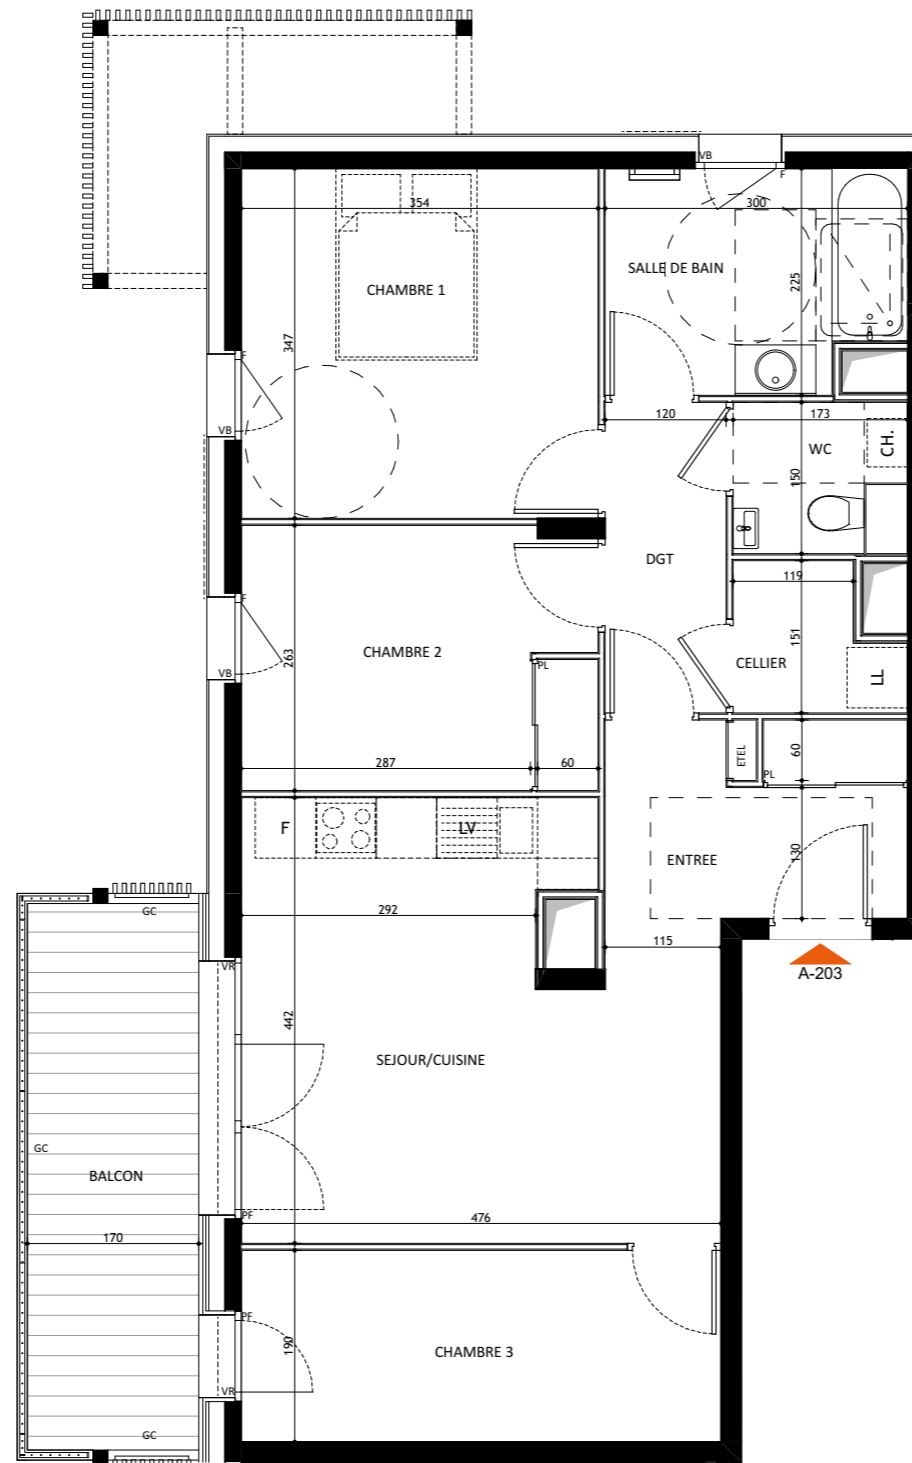 VB
F
354
300
SALLE DE BAIN
CHAMBRE 1
225
347
F
VB
120
173
WC
CH.
150
DGT
119
F
VB
263
CHAMBRE 2
PL
151
CELLIER
LL
287
60
ETEL
60
PL
F
LV
ENTREE
130
292
115
A-203
GC
VR
442
SEJOUR/CUISINE
GC
BALCON
PF
476
170
PF
190
CHAMBRE 3
VR
GC